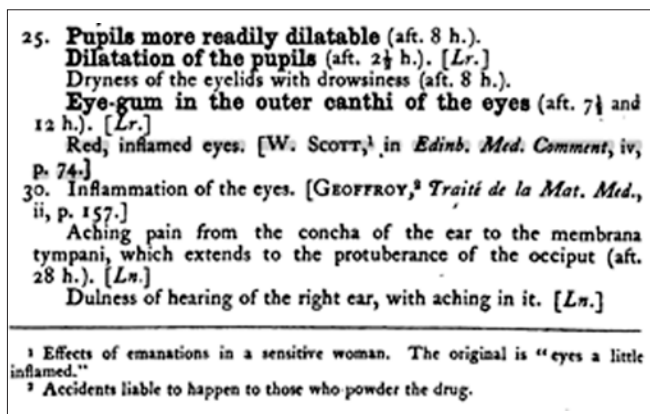 25. Pupils more readily dilatable (aft. 8 h.).
Dilatation of the pupils (aft. 2½ h.). [Lr.]
Dryness of the eyelids with drowsiness (aft. 8 h.).
Eye-gum in the outer canthi of the eyes (aft. 7½ and
12 h.). [Lr.]
Red, inflamed eyes. [W. SCOTT,¹ in Edinb. Med. Comment, iv,
p. 74.]
30. Inflammation of the eyes. [GEOFFROY,² Traité de la Mat. Med.,
ii, p. 157.]
Aching pain from the concha of the ear to the membrana
tympani, which extends to the protuberance of the occiput (aft.
28 h.). [Ln.]
Dulness of hearing of the right ear, with aching in it. [Ln.]
¹ Effects of emanations in a sensitive woman. The original is "eyes a little
inflamed."
² Accidents liable to happen to those who powder the drug.